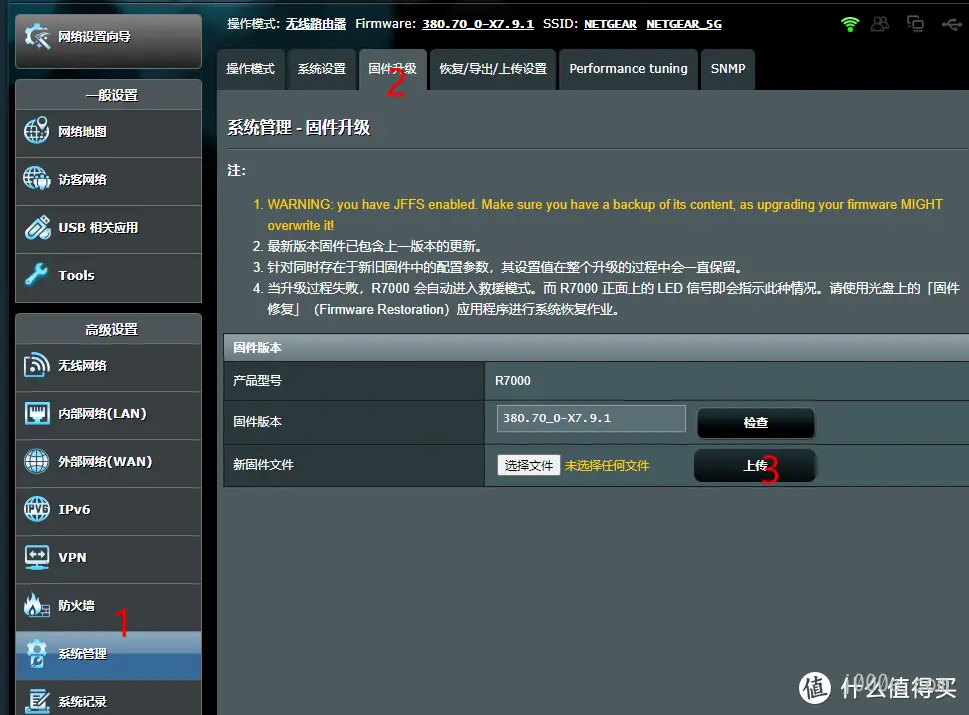 网络设置向导
操作模式: 无线路由器 Firmware: 380.70_0-X7.9.1 SSID: NETGEAR NETGEAR_5G
操作模式 系统设置 固件升级 恢复/导出/上传设置 Performance tuning SNMP
2
一般设置
网络地图
访客网络
USB 相关应用
Tools
高级设置
无线网络
内部网络(LAN)
外部网络(WAN)
IPv6
VPN
防火墙
1
系统管理
系统记录
系统管理 - 固件升级
注:
1. WARNING: you have JFFS enabled. Make sure you have a backup of its content, as upgrading your firmware MIGHT
overwrite it!
2. 最新版本固件已包含上一版本的更新。
3. 针对同时存在于新旧固件中的配置参数，其设置值在整个升级的过程中会一直保留。
4. 当升级过程失败，R7000 会自动进入救援模式。而 R7000 正面上的 LED 信号即会指示此种情况。请使用光盘上的「固件
修复」（Firmware Restoration）应用程序进行系统恢复作业。
固件版本
产品型号 R7000
固件版本 380.70_0-X7.9.1 检查
新固件文件 选择文件 未选择任何文件 上传
3
值 什么值得买